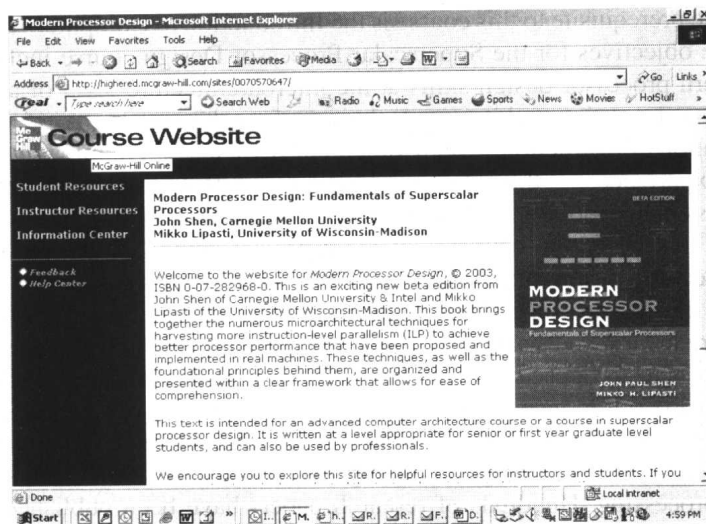 Modern Processor Design - Microsoft Internet Explorer
File Edit View Favorites Tools Help
Back Search Favorites Media
Address http://highered.mcgraw-hill.com/sites/0070570647/ Go Links »
real Type search here Search Web Radio Music Games Sports News Movies HotStuff »
Mc Graw Hill Course Website
McGraw-Hill Online
Student Resources
Instructor Resources
Information Center
Feedback
Help Center
Modern Processor Design: Fundamentals of Superscalar
Processors
John Shen, Carnegie Mellon University
Mikko Lipasti, University of Wisconsin-Madison
Welcome to the website for Modern Processor Design, © 2003,
ISBN 0-07-282968-0. This is an exciting new beta edition from
John Shen of Carnegie Mellon University & Intel and Mikko
Lipasti of the University of Wisconsin-Madison. This book brings
together the numerous microarchitectural techniques for
harvesting more instruction-level parallelism (ILP) to achieve
better processor performance that have been proposed and
implemented in real machines. These techniques, as well as the
foundational principles behind them, are organized and
presented within a clear framework that allows for ease of
comprehension.
BETA EDITION
MODERN
PROCESSOR
DESIGN
Fundamentals of Superscalar Processors
JOHN PAUL SHEN
MIKKO H. LIPASTI
This text is intended for an advanced computer architecture course or a course in superscalar
processor design. It is written at a level appropriate for senior or first year graduate level
students, and can also be used by professionals.
We encourage you to explore this site for helpful resources for instructors and students. If you
Done Local intranet
Start » I.. M. h.. R.. R.. F.. D.. 4:59 PM